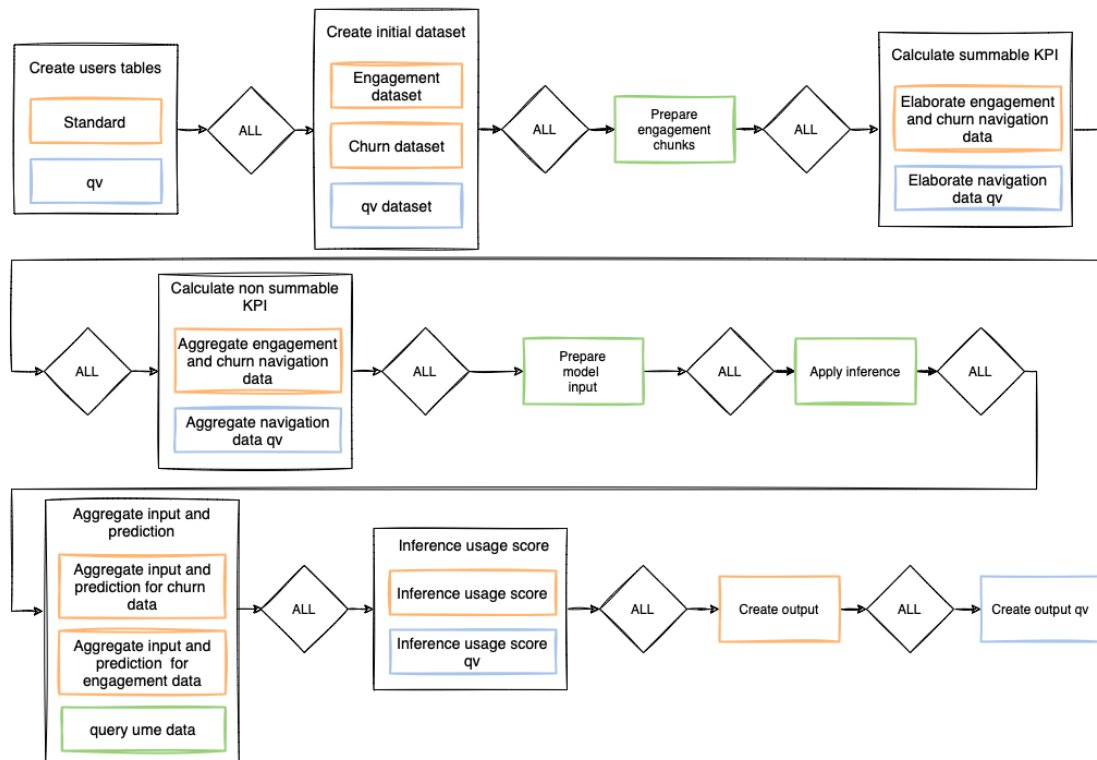 Create users tables
Standard
qv
ALL
Create initial dataset
Engagement
dataset
Churn dataset
qv dataset
ALL
Prepare
engagement
chunks
ALL
Calculate summable KPI
Elaborate engagement
and churn navigation
data
Elaborate navigation
data qv
ALL
Calculate non summable
KPI
Aggregate engagement
and churn navigation
data
Aggregate navigation
data qv
ALL
Prepare
model
input
ALL
Apply inference
ALL
Aggregate input and
prediction
Aggregate input and
prediction for churn
data
Aggregate input and
prediction for
engagement data
query ume data
ALL
Inference usage score
Inference usage score
Inference usage score
qv
ALL
Create output
ALL
Create output qv